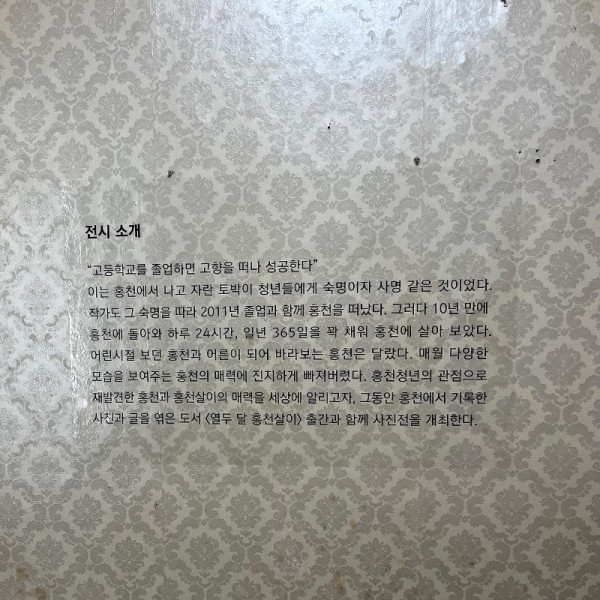 전시 소개
“고등학교를 졸업하면 고향을 떠나 성공한다”
이는 홍천에서 나고 자란 토박이 청년들에게 숙명이자 사명 같은 것이었다.
작가도 그 숙명을 따라 2011년 졸업과 함께 홍천을 떠났다. 그러다 10년 만에
홍천에 돌아와 하루 24시간, 일년 365일을 꽉 채워 홍천에 살아 보았다.
어린시절 보던 홍천과 어른이 되어 바라보는 홍천은 달랐다. 매월 다양한
모습을 보여주는 홍천의 매력에 진지하게 빠져버렸다. 홍천청년의 관점으로
재발견한 홍천과 홍천살이의 매력을 세상에 알리고자, 그동안 홍천에서 기록한
사진과 글을 엮은 도서 〈열두 달 홍천살이〉 출간과 함께 사진전을 개최한다.